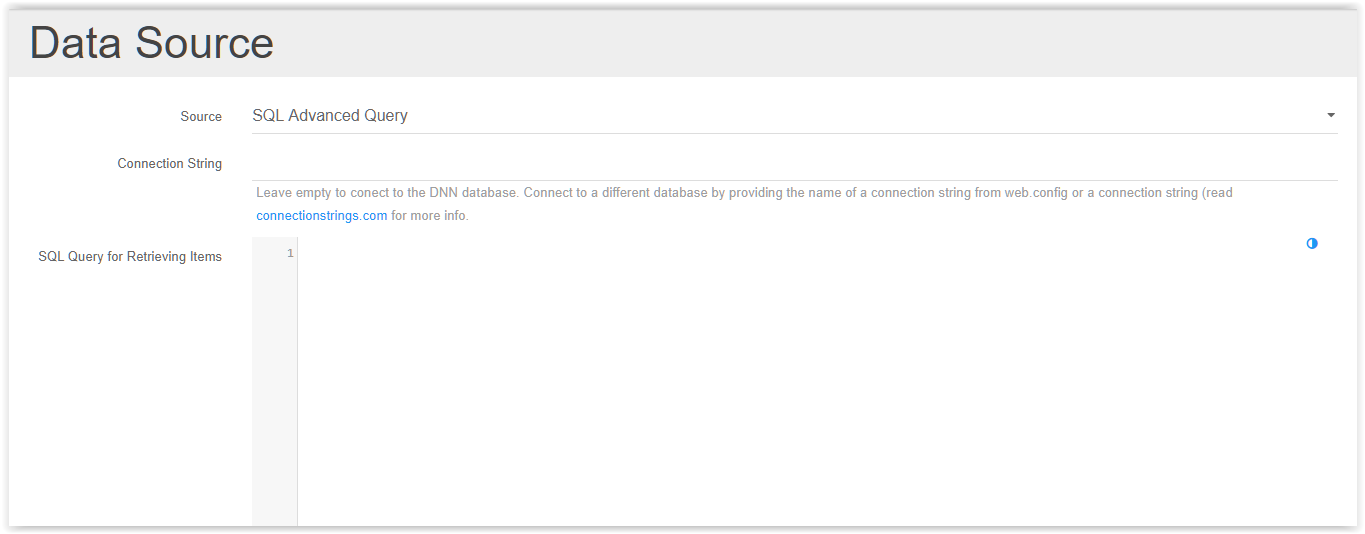 Data Source
Source
SQL Advanced Query
Connection String
Leave empty to conect to the DNN database. Connect to a different database by providing the name of a connection string from web.config or a connection string (read
connectionstrings.com for more info.
SQL Query for Retrieving Items
1